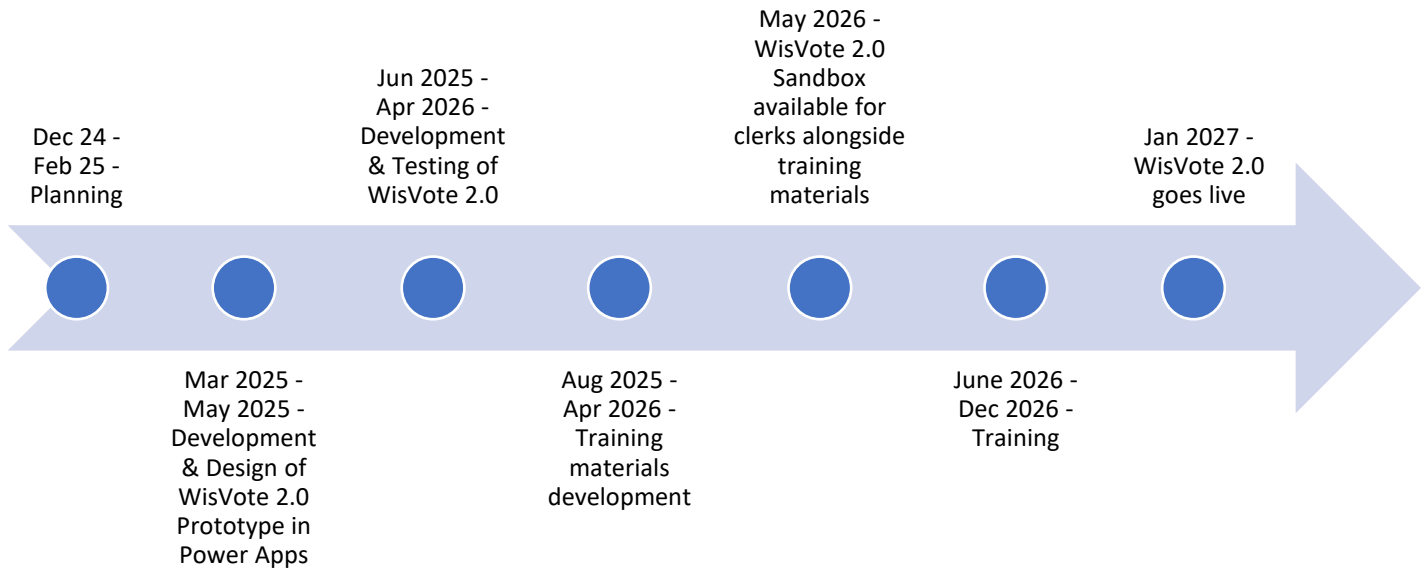 Dec 24 -
Feb 25 -
Planning
Mar 2025 -
May 2025 -
Development
& Design of
WisVote 2.0
Prototype in
Power Apps
Jun 2025 -
Apr 2026 -
Development
& Testing of
WisVote 2.0
Aug 2025 -
Apr 2026 -
Training
materials
development
May 2026 -
WisVote 2.0
Sandbox
available for
clerks alongside
training
materials
June 2026 -
Dec 2026 -
Training
Jan 2027 -
WisVote 2.0
goes live